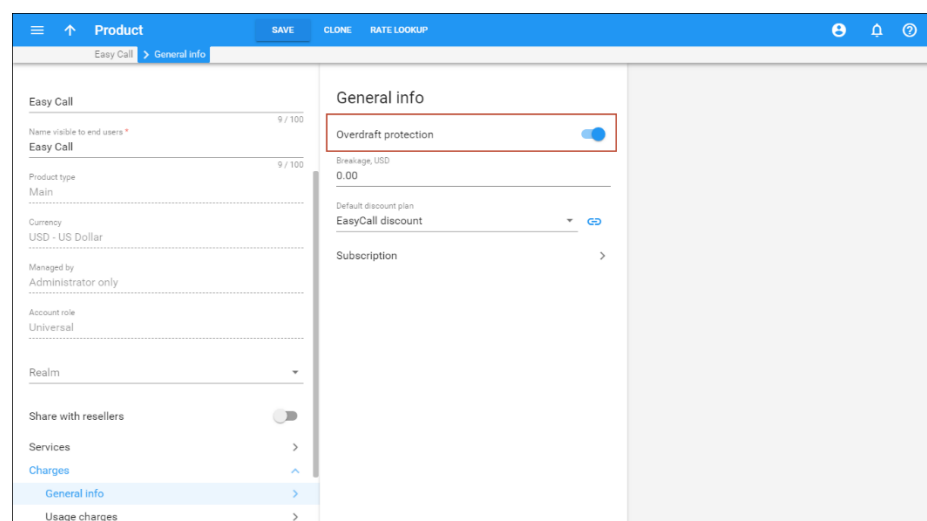 Product SAVE CLONE RATE LOOKUP
Easy Call General info
Easy Call
9 / 100
Name visible to end users *
Easy Call
9 / 100
Product type
Main
Currency
USD - US Dollar
Managed by
Administrator only
Account role
Universal
Realm
Share with resellers
Services
Charges
General info
Usage charges
General info
Overdraft protection
Breakage, USD
0.00
Default discount plan
EasyCall discount
Subscription